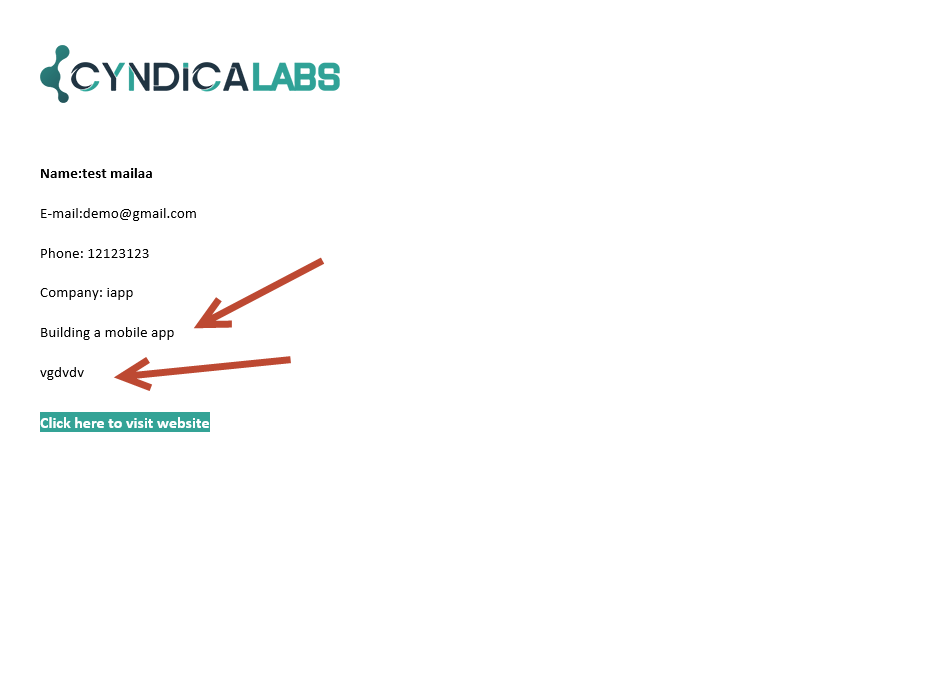 CYNDICALABS
Name:test mailaa
E-mail:demo@gmail.com
Phone: 12123123
Company: iapp
Building a mobile app
vgdvdv
Click here to visit website